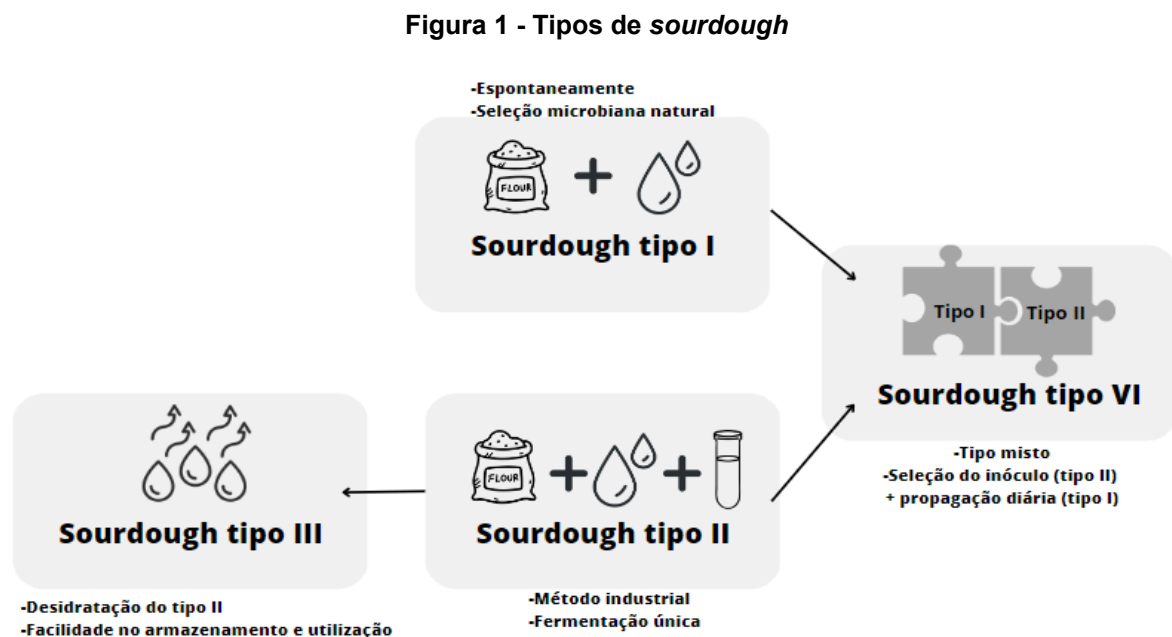 Figura 1 - Tipos de sourdough
-Espontaneamente
-Seleção microbiana natural
FLOUR
Sourdough tipo I
Tipo I
Tipo II
Sourdough tipo VI
-Tipo misto
-Seleção do inóculo (tipo II)
+ propagação diária (tipo I)
Sourdough tipo III
-Desidratação do tipo II
-Facilidade no armazenamento e utilização
FLOUR
Sourdough tipo II
-Método industrial
-Fermentação única